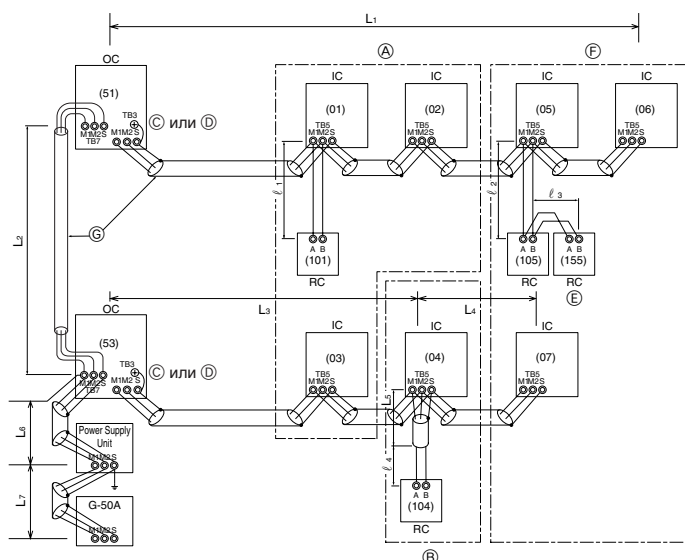 L1
OC
(51)
TB3
M1M2S
TB7
M1M2S
Ⓒ или Ⓓ
Ⓐ
IC
(01)
TB5
M1M2S
IC
(02)
TB5
M1M2S
Ⓕ
IC
(05)
TB5
M1M2S
IC
(06)
TB5
M1M2S
ℓ1
ℓ2
ℓ3
L2
Ⓖ
A B
(101)
RC
A B
(105)
RC
A B
(155)
RC
Ⓔ
L3
L4
OC
(53)
TB3
M1M2S
TB7
M1M2S
Ⓒ или Ⓓ
IC
(03)
TB5
M1M2S
IC
(04)
TB5
M1M2S
IC
(07)
TB5
M1M2S
L5
ℓ4
L6
Power Supply
Unit
M1M2S
L7
G-50A
M1M2S
A B
(104)
RC
Ⓑ